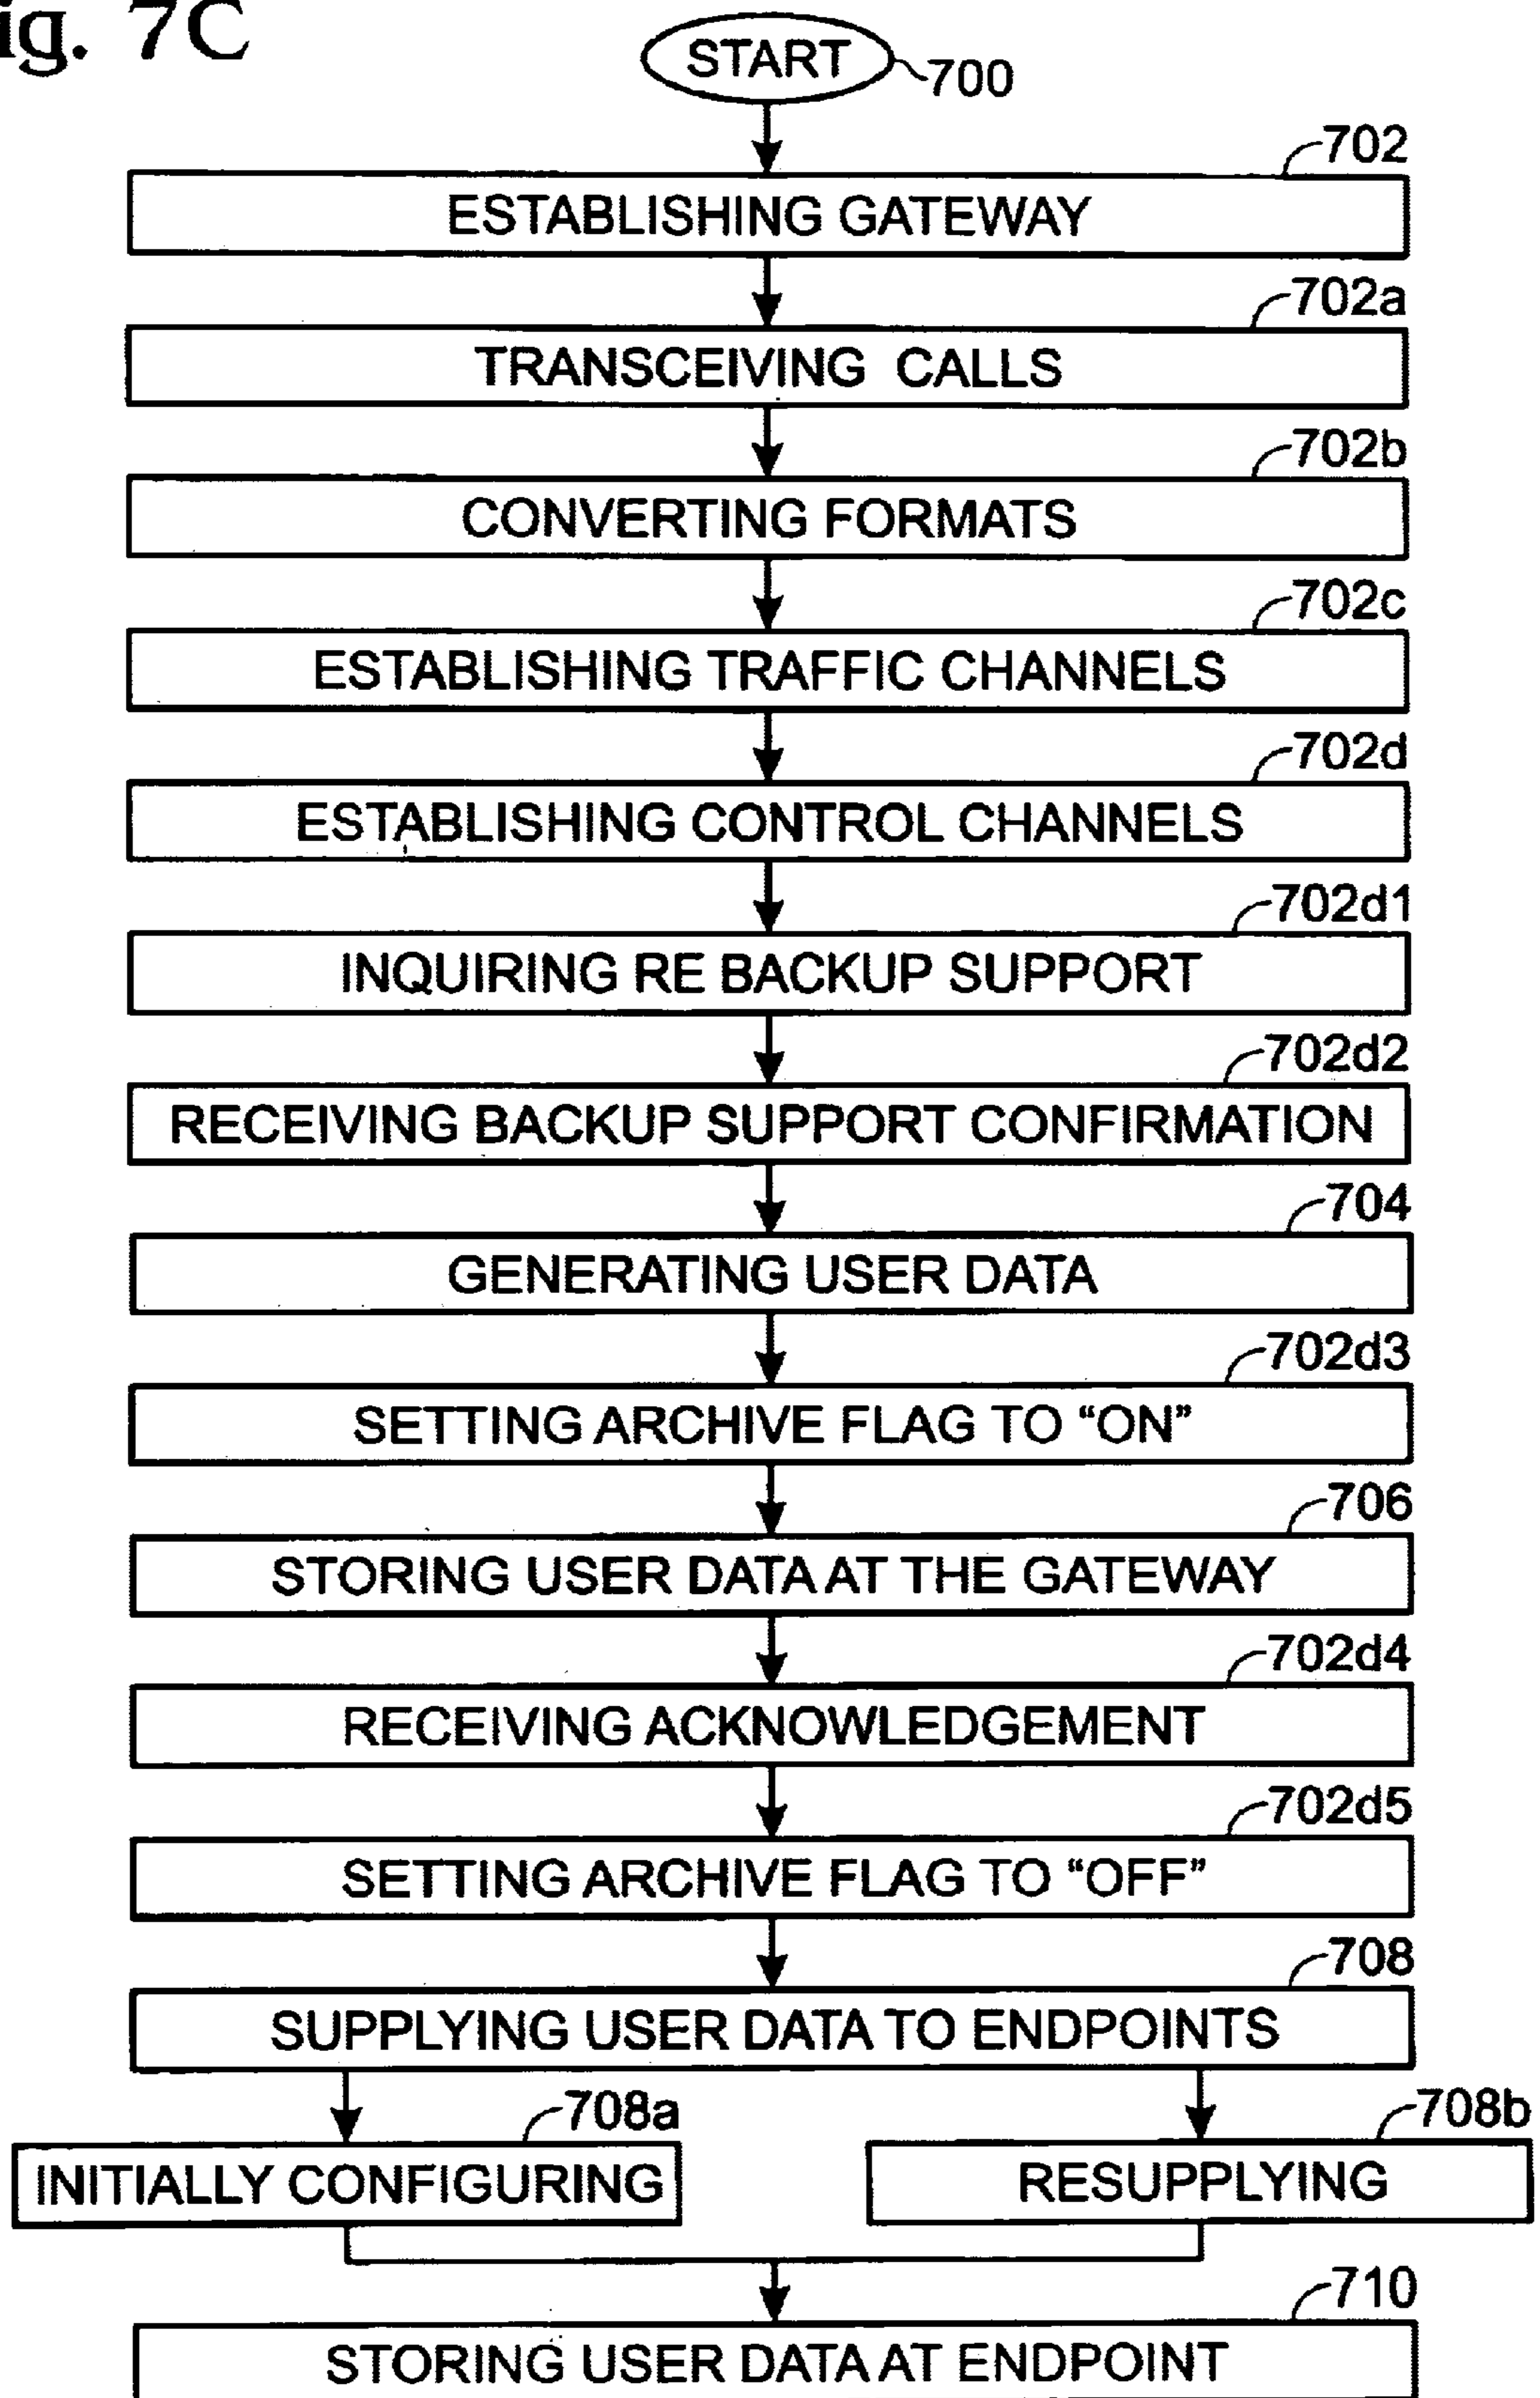 ig. 7C
START
700
702
ESTABLISHING GATEWAY
702a
TRANSCEIVING CALLS
702b
CONVERTING FORMATS
702c
ESTABLISHING TRAFFIC CHANNELS
702d
ESTABLISHING CONTROL CHANNELS
702d1
INQUIRING RE BACKUP SUPPORT
702d2
RECEIVING BACKUP SUPPORT CONFIRMATION
704
GENERATING USER DATA
702d3
SETTING ARCHIVE FLAG TO “ON”
706
STORING USER DATA AT THE GATEWAY
702d4
RECEIVING ACKNOWLEDGEMENT
702d5
SETTING ARCHIVE FLAG TO “OFF”
708
SUPPLYING USER DATA TO ENDPOINTS
708a
708b
INITIALLY CONFIGURING
RESUPPLYING
710
STORING USER DATA AT ENDPOINT